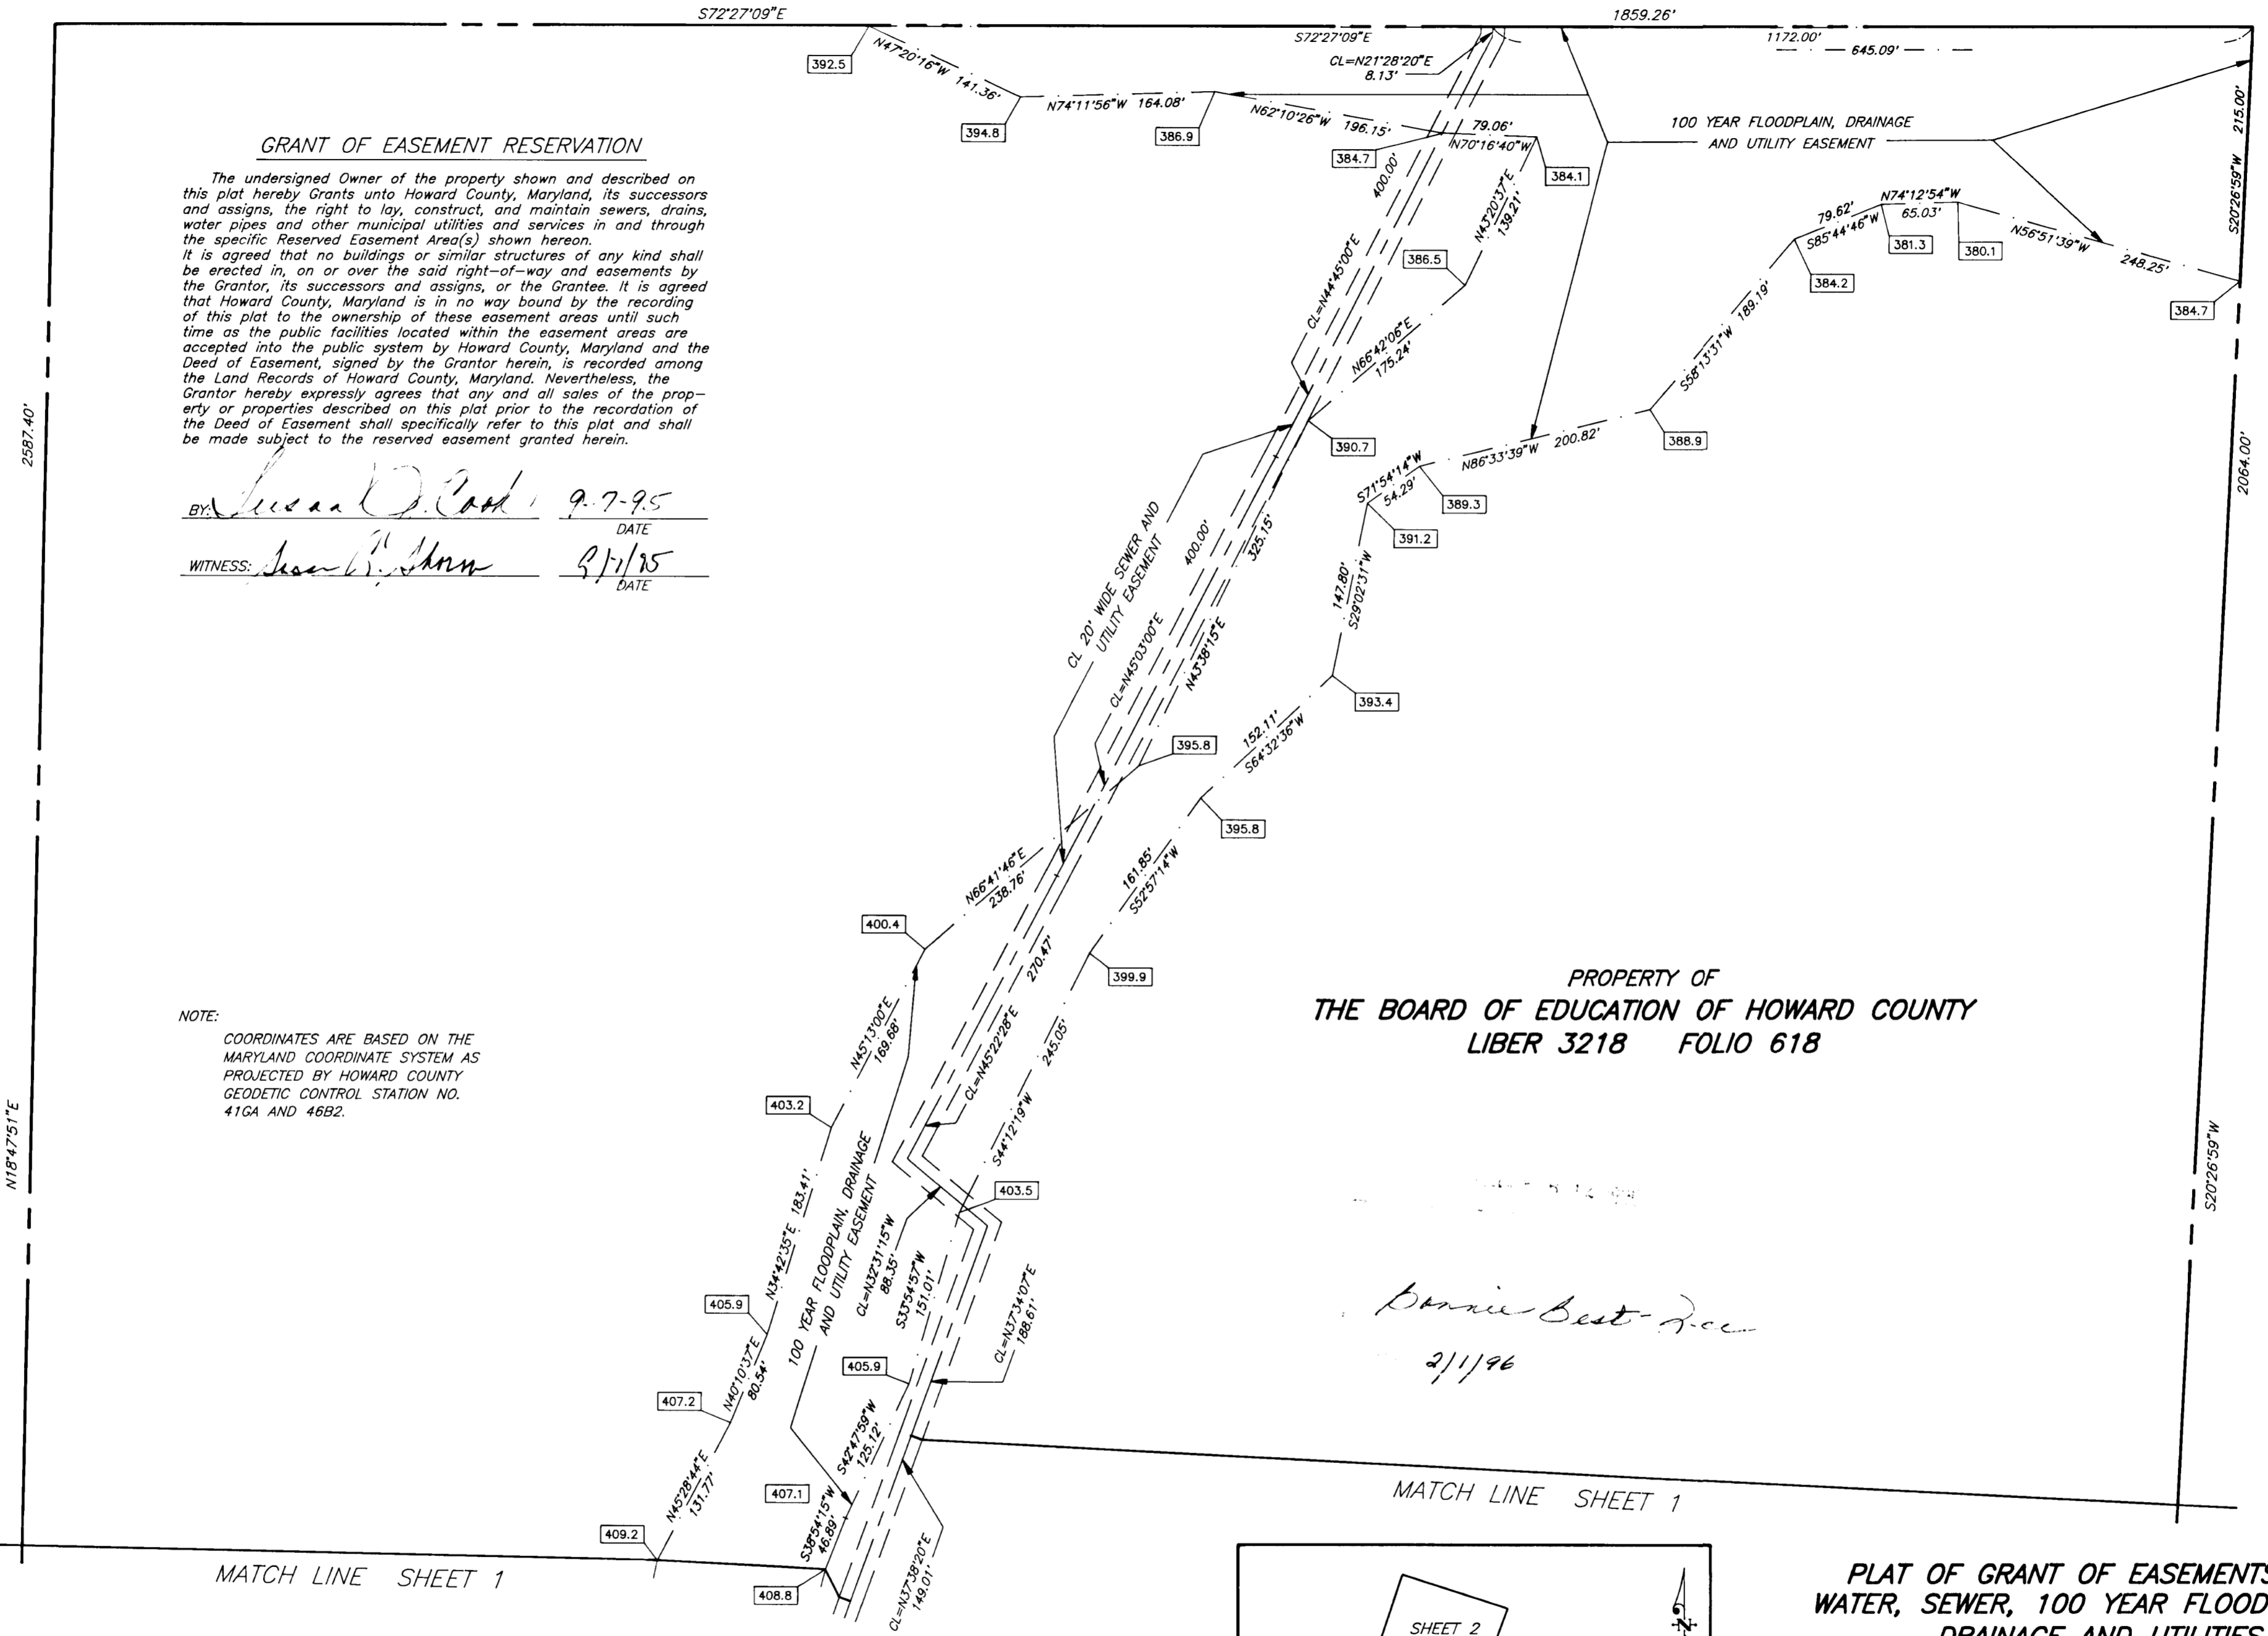 S72°27'09"E
1859.26'
S72°27'09"E
1172.00'
645.09'
CL=N21°28'20"E
8.13'
392.5
N47°20'16"W 141.36'
394.8
N74°11'56"W 164.08'
386.9
N62°10'26"W 196.15'
384.7
79.06'
N70°16'40"W
384.1
400.00'
N43°20'37"E
139.21'
100 YEAR FLOODPLAIN, DRAINAGE
AND UTILITY EASEMENT
215.00'
S20°26'59"W
N74°12'54"W
65.03'
79.62'
S85°44'46"W
381.3
380.1
N56°51'39"W
248.25'
384.2
384.7
GRANT OF EASEMENT RESERVATION
The undersigned Owner of the property shown and described on
this plat hereby Grants unto Howard County, Maryland, its successors
and assigns, the right to lay, construct, and maintain sewers, drains,
water pipes and other municipal utilities and services in and through
the specific Reserved Easement Area(s) shown hereon.
It is agreed that no buildings or similar structures of any kind shall
be erected in, on or over the said right-of-way and easements by
the Grantor, its successors and assigns, or the Grantee. It is agreed
that Howard County, Maryland is in no way bound by the recording
of this plat to the ownership of these easement areas until such
time as the public facilities located within the easement areas are
accepted into the public system by Howard County, Maryland and the
Deed of Easement, signed by the Grantor herein, is recorded among
the Land Records of Howard County, Maryland. Nevertheless, the
Grantor hereby expressly agrees that any and all sales of the prop-
erty or properties described on this plat prior to the recordation of
the Deed of Easement shall specifically refer to this plat and shall
be made subject to the reserved easement granted herein.
BY: Susan D. Cook 9-7-95
DATE
WITNESS: 9/7/95
DATE
2587.40'
386.5
CL=N44°45'00"E
N66°42'06"E
175.24'
S58°13'31"W 189.19'
390.7
388.9
N86°33'39"W 200.82'
S71°54'14"W
54.29'
389.3
391.2
2064.00'
CL 20' WIDE SEWER AND
UTILITY EASEMENT
400.00'
325.15'
CL=N45°03'00"E
N43°38'15"E
147.80'
S29°02'31"W
393.4
395.8
152.11'
S64°32'36"W
395.8
N66°41'46"E
238.76'
161.85'
S52°57'14"W
400.4
399.9
270.47'
CL=N45°22'28"E
PROPERTY OF
THE BOARD OF EDUCATION OF HOWARD COUNTY
LIBER 3218 FOLIO 618
NOTE:
COORDINATES ARE BASED ON THE
MARYLAND COORDINATE SYSTEM AS
PROJECTED BY HOWARD COUNTY
GEODETIC CONTROL STATION NO.
41GA AND 46B2.
N45°13'00"E
169.68'
245.05'
S44°12'19"W
403.2
N18°47'51"E
S20°26'59"W
403.5
N34°42'35"E 183.41'
100 YEAR FLOODPLAIN, DRAINAGE
AND UTILITY EASEMENT
CL=N32°31'15"W
88.35'
S33°54'57"W
151.01'
CL=N37°34'07"E
188.61'
405.9
405.9
N40°10'37"E
80.54'
407.2
Bonnie Best
2/1/96
S42°47'59"W
125.12'
407.1
N45°28'44"E
131.77'
S38°54'15"W
46.89'
CL=N37°38'20"E
149.01'
409.2
408.8
MATCH LINE SHEET 1
MATCH LINE SHEET 1
SHEET 2
N
PLAT OF GRANT OF EASEMENTS
WATER, SEWER, 100 YEAR FLOOD
DRAINAGE AND UTILITIES